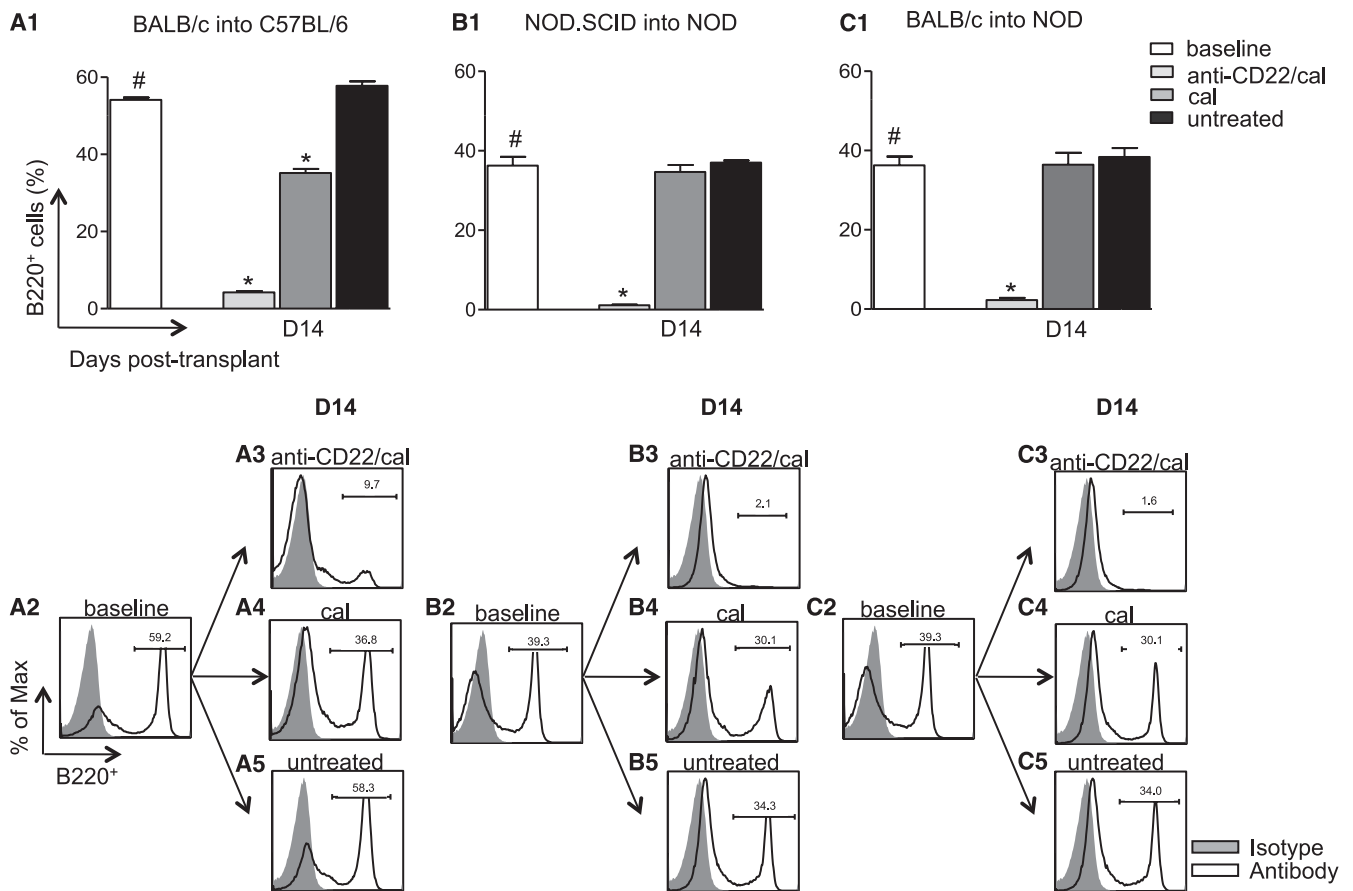 A1 BALB/c into C57BL/6
60
40
20
0
#
*
*
B220+ cells (%)
D14
Days post-transplant
B1 NOD.SCID into NOD
60
40
20
0
#
*
D14
C1 BALB/c into NOD
60
40
20
0
#
*
D14
baseline
anti-CD22/cal
cal
untreated
D14
D14
D14
A3 anti-CD22/cal
9.7
B3 anti-CD22/cal
2.1
C3 anti-CD22/cal
1.6
A2 baseline
59.2
A4 cal
36.8
B2 baseline
39.3
B4 cal
30.1
C2 baseline
39.3
C4 cal
30.1
% of Max
B220+
A5 untreated
58.3
B5 untreated
34.3
C5 untreated
34.0
Isotype
Antibody